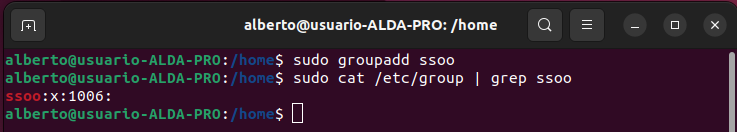 alberto@usuario-ALDA-PRO: /home
alberto@usuario-ALDA-PRO:/home$ sudo groupadd ssoo
alberto@usuario-ALDA-PRO:/home$ sudo cat /etc/group | grep ssoo
ssoo:x:1006:
alberto@usuario-ALDA-PRO:/home$